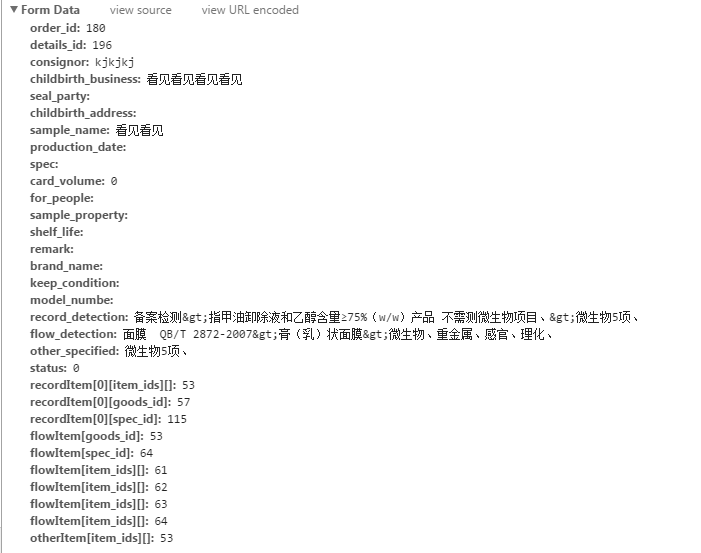 Form Data view source view URL encoded
order_id: 180
details_id: 196
consignor: kjkjkj
childbirth_business: 看见看见看见看见
seal_party:
childbirth_address:
sample_name: 看见看见
production_date:
spec:
card_volume: 0
for_people:
sample_property:
shelf_life:
remark:
brand_name:
keep_condition:
model_numbe:
record_detection: 备案检测&gt;指甲油卸除液和乙醇含量≥75%（w/w）产品 不需测微生物项目、&gt;微生物5项、
flow_detection: 面膜  QB/T 2872-2007&gt;膏（乳）状面膜&gt;微生物、重金属、感官、理化、
other_specified: 微生物5项、
status: 0
recordItem[0][item_ids][]: 53
recordItem[0][goods_id]: 57
recordItem[0][spec_id]: 115
flowItem[goods_id]: 53
flowItem[spec_id]: 64
flowItem[item_ids][]: 61
flowItem[item_ids][]: 62
flowItem[item_ids][]: 63
flowItem[item_ids][]: 64
otherItem[item_ids][]: 53